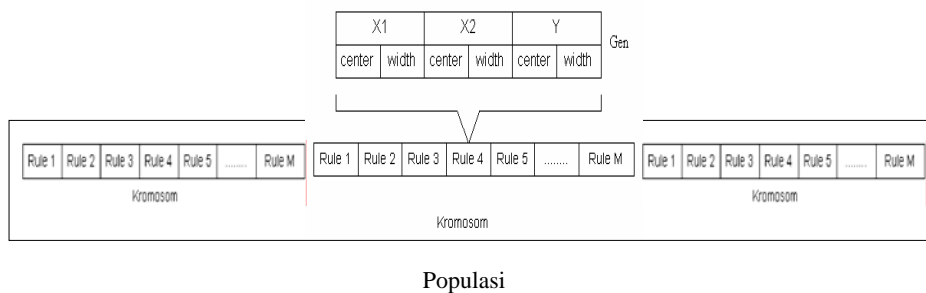 X1 X2 Y
Gen
center width center width center width
Rule 1 Rule 2 Rule 3 Rule 4 Rule 5 ........ Rule M
Kromosom
Rule 1 Rule 2 Rule 3 Rule 4 Rule 5 ........ Rule M
Kromosom
Rule 1 Rule 2 Rule 3 Rule 4 Rule 5 ........ Rule M
Kromosom
Populasi